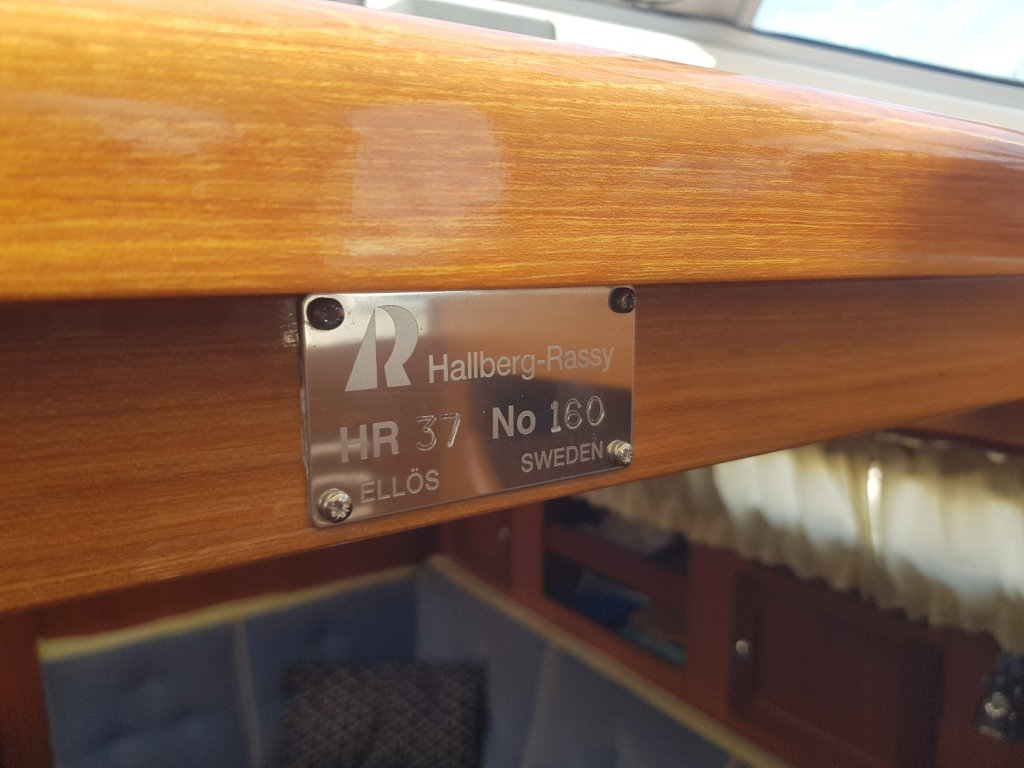 Hallberg-Rassy
HR 37 No 160
ELLÖS SWEDEN